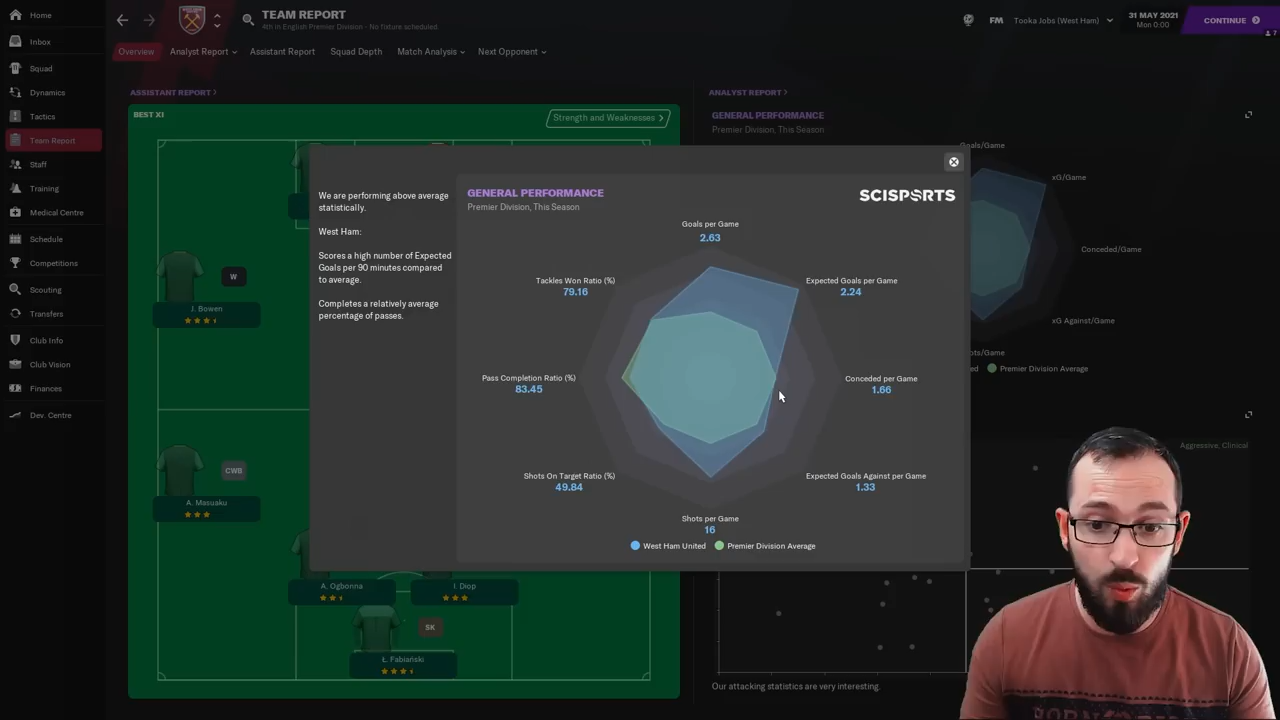 Home
Inbox
Squad
Dynamics
Tactics
Team Report
Staff
Training
Medical Centre
Schedule
Competitions
Scouting
Transfers
Club Info
Club Vision
Finances
Dev. Centre
TEAM REPORT
4th in English Premier Division - No fixture scheduled.
FM
Tooka Jobs (West Ham)
31 MAY 2021
Mon 0:00
CONTINUE
7
Overview
Analyst Report
Assistant Report
Squad Depth
Match Analysis
Next Opponent
ASSISTANT REPORT
BEST XI
Strength and Weaknesses
W
J. Bowen
CWB
A. Masuaku
A. Ogbonna
I. Diop
SK
Ł. Fabiański
We are performing above average
statistically.
West Ham:
Scores a high number of Expected
Goals per 90 minutes compared
to average.
Completes a relatively average
percentage of passes.
GENERAL PERFORMANCE
Premier Division, This Season
SCISPORTS
Goals per Game
2.63
Tackles Won Ratio (%)
79.16
Expected Goals per Game
2.24
Pass Completion Ratio (%)
83.45
Conceded per Game
1.66
Shots On Target Ratio (%)
49.84
Expected Goals Against per Game
1.33
Shots per Game
16
West Ham United
Premier Division Average
ANALYST REPORT
GENERAL PERFORMANCE
Premier Division, This Season
Goals/Game
xG/Game
Conceded/Game
xG Against/Game
Premier Division Average
Aggressive, Clinical
Our attacking statistics are very interesting.